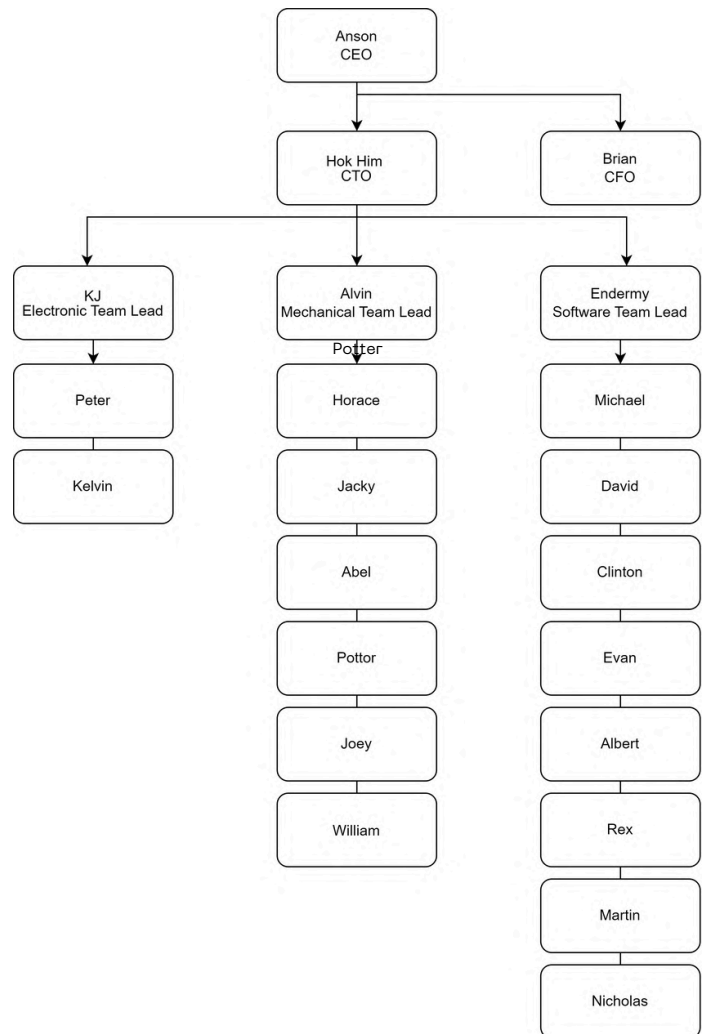 Anson
CEO
Hok Him
CTO
Brian
CFO
KJ
Electronic Team Lead
Alvin
Mechanical Team Lead
Endermy
Software Team Lead
Potter
Peter
Horace
Michael
Kelvin
Jacky
David
Abel
Clinton
Pottor
Evan
Joey
Albert
William
Rex
Martin
Nicholas